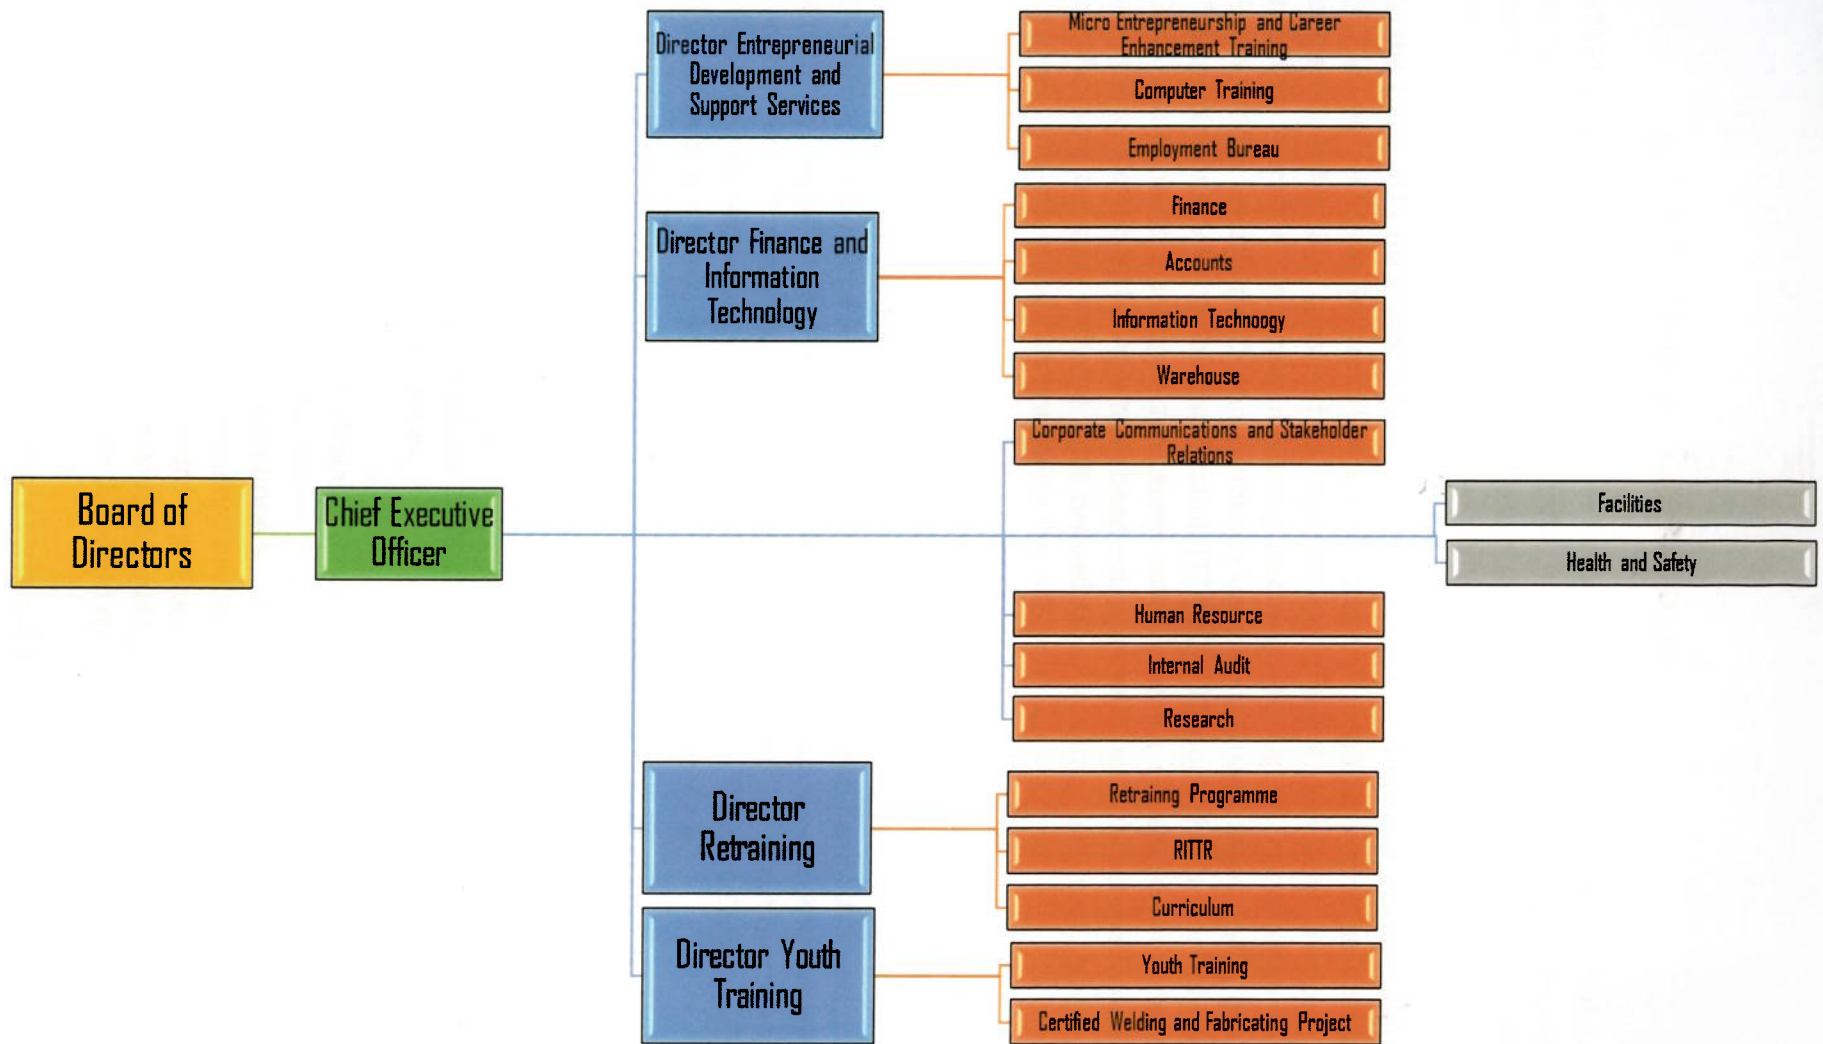 Board of
Directors
Chief Executive
Officer
Director Entrepreneurial
Development and
Support Services
Micro Entrepreneurship and Career
Enhancement Training
Computer Training
Employment Bureau
Director Finance and
Information
Technology
Finance
Accounts
Information Technoogy
Warehouse
Corporate Communications and Stakeholder
Relations
Facilities
Health and Safety
Human Resource
Internal Audit
Research
Director
Retraining
Retrainng Programme
RITTR
Curriculum
Director Youth
Training
Youth Training
Certified Welding and Fabricating Project